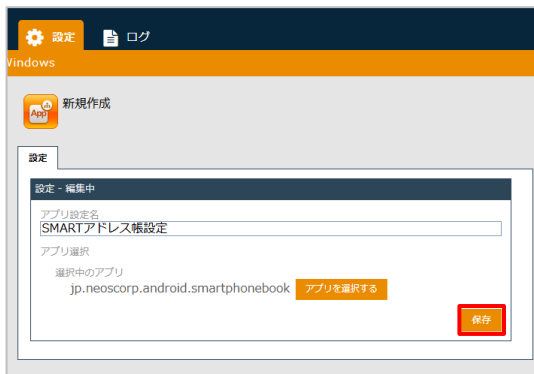 設定 ログ
Windows
App 新規作成
設定
設定 - 編集中
アプリ設定名
SMARTアドレス帳設定
アプリ選択
選択中のアプリ
jp.neoscorp.android.smartphonebook アプリを選択する
保存